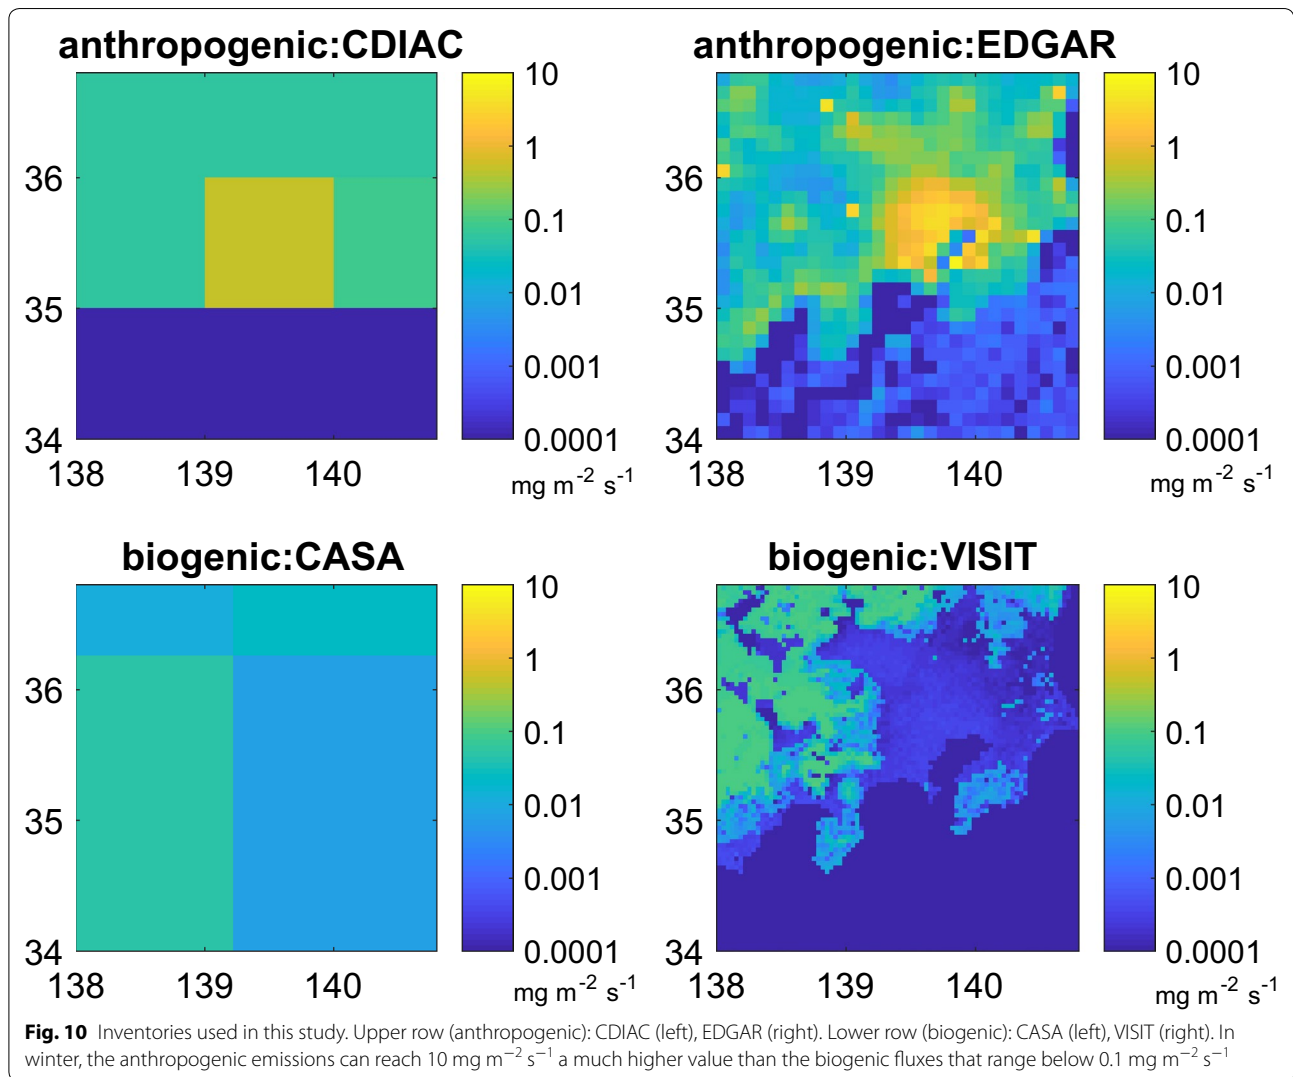 anthropogenic:CDIAC
36
35
34
138 139 140
10
1
0.1
0.01
0.001
0.0001
mg m⁻² s⁻¹
anthropogenic:EDGAR
36
35
34
138 139 140
10
1
0.1
0.01
0.001
0.0001
mg m⁻² s⁻¹
biogenic:CASA
36
35
34
138 139 140
10
1
0.1
0.01
0.001
0.0001
mg m⁻² s⁻¹
biogenic:VISIT
36
35
34
138 139 140
10
1
0.1
0.01
0.001
0.0001
mg m⁻² s⁻¹
Fig. 10 Inventories used in this study. Upper row (anthropogenic): CDIAC (left), EDGAR (right). Lower row (biogenic): CASA (left), VISIT (right). In
winter, the anthropogenic emissions can reach 10 mg m⁻² s⁻¹ a much higher value than the biogenic fluxes that range below 0.1 mg m⁻² s⁻¹